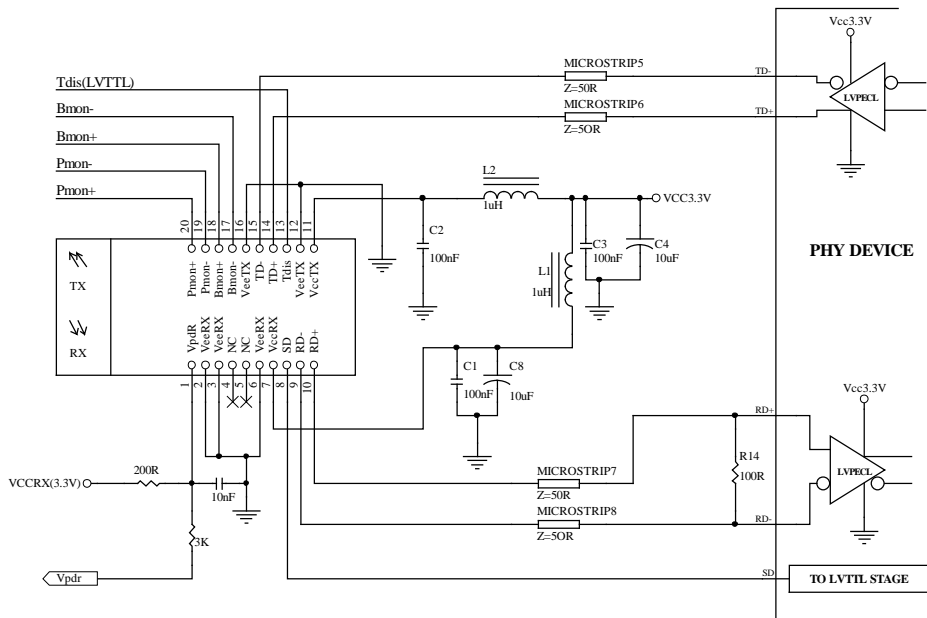 Vcc3.3V
MICROSTRIP5
TD-
Z=50R
LVPECL
Tdis(LVTTL)
MICROSTRIP6
TD+
Z=5OR
Bmon-
Bmon+
Pmon-
Pmon+
L2
1uH
VCC3.3V
20
19
18
17
16
15
14
13
12
11
C2
100nF
C3
100nF
C4
10uF
PHY DEVICE
TX
Pmon+
Pmon-
Bmon+
Bmon-
VeeTX
TD-
TD+
Tdis
VeeTX
VccTX
L1
1uH
RX
VpdR
VeeRX
VeeRX
NC
NC
VeeRX
VccRX
SD
RD-
RD+
1
2
3
4
5
6
7
8
9
10
C1
100nF
C8
10uF
Vcc3.3V
RD+
LVPECL
R14
100R
200R
VCCRX(3.3V)
10nF
MICROSTRIP7
Z=50R
MICROSTRIP8
Z=5OR
RD-
3K
Vpdr
SD
TO LVTTL STAGE